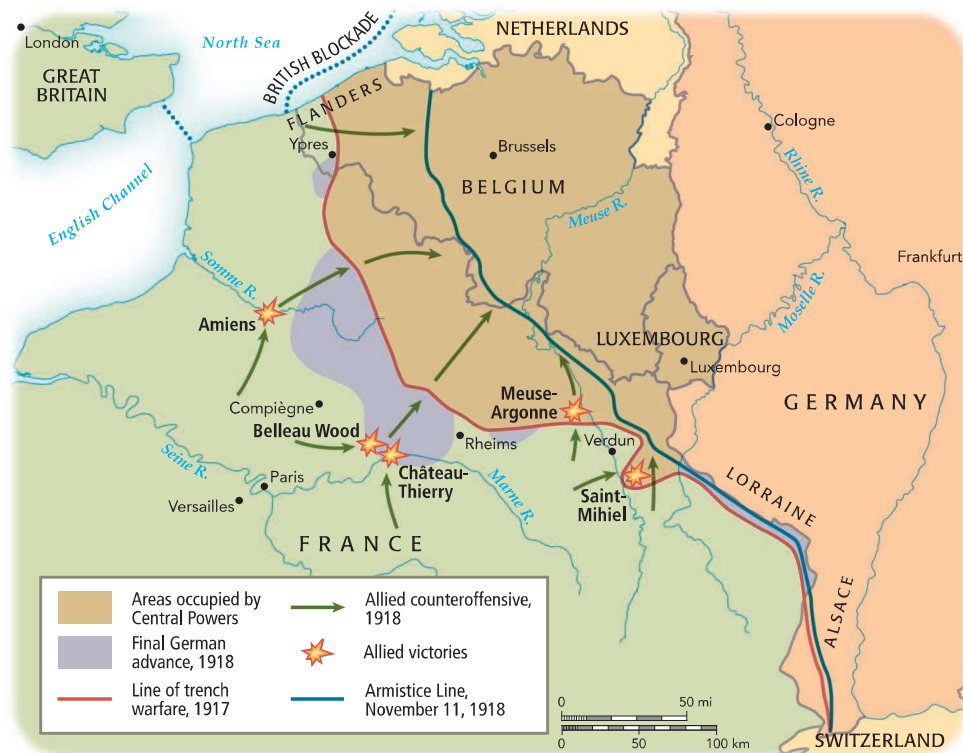 London
North Sea
BRITISH BLOCKADE
NETHERLANDS
GREAT
BRITAIN
FLANDERS
Ypres
Brussels
Cologne
BELGIUM
Rhine R.
English Channel
Meuse R.
Somme R.
Frankfurt
Moselle R.
Amiens
LUXEMBOURG
Luxembourg
Meuse-
Argonne
Compiègne
GERMANY
Belleau Wood
Rheims
Verdun
Seine R.
Paris
Château-
Thierry
Marne R.
Versailles
Saint-
Mihiel
LORRAINE
FRANCE
ALSACE
Areas occupied by
Central Powers
Final German
advance, 1918
Line of trench
warfare, 1917
Allied counteroffensive,
1918
Allied victories
Armistice Line,
November 11, 1918
0 50 mi
0 50 100 km
SWITZERLAND